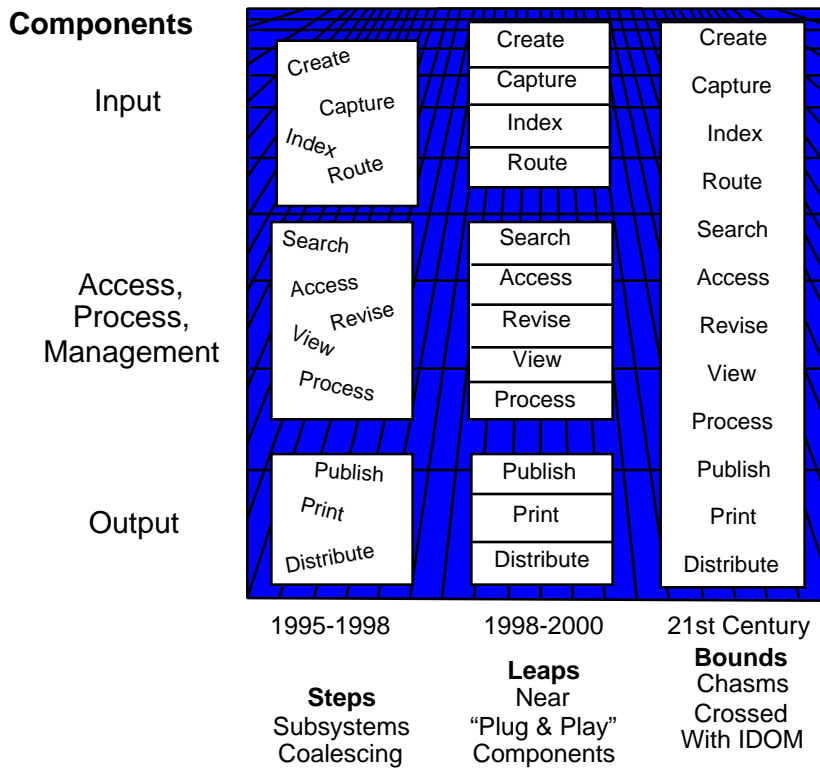 Components
Input
Access,
Process,
Management
Output
Create
Capture
Index
Route
Search
Access
Revise
View
Process
Publish
Print
Distribute
1995-1998
Steps
Subsystems
Coalescing
Create
Capture
Index
Route
Search
Access
Revise
View
Process
Publish
Print
Distribute
1998-2000
Leaps
Near
“Plug & Play”
Components
Create
Capture
Index
Route
Search
Access
Revise
View
Process
Publish
Print
Distribute
21st Century
Bounds
Chasms
Crossed
With IDOM